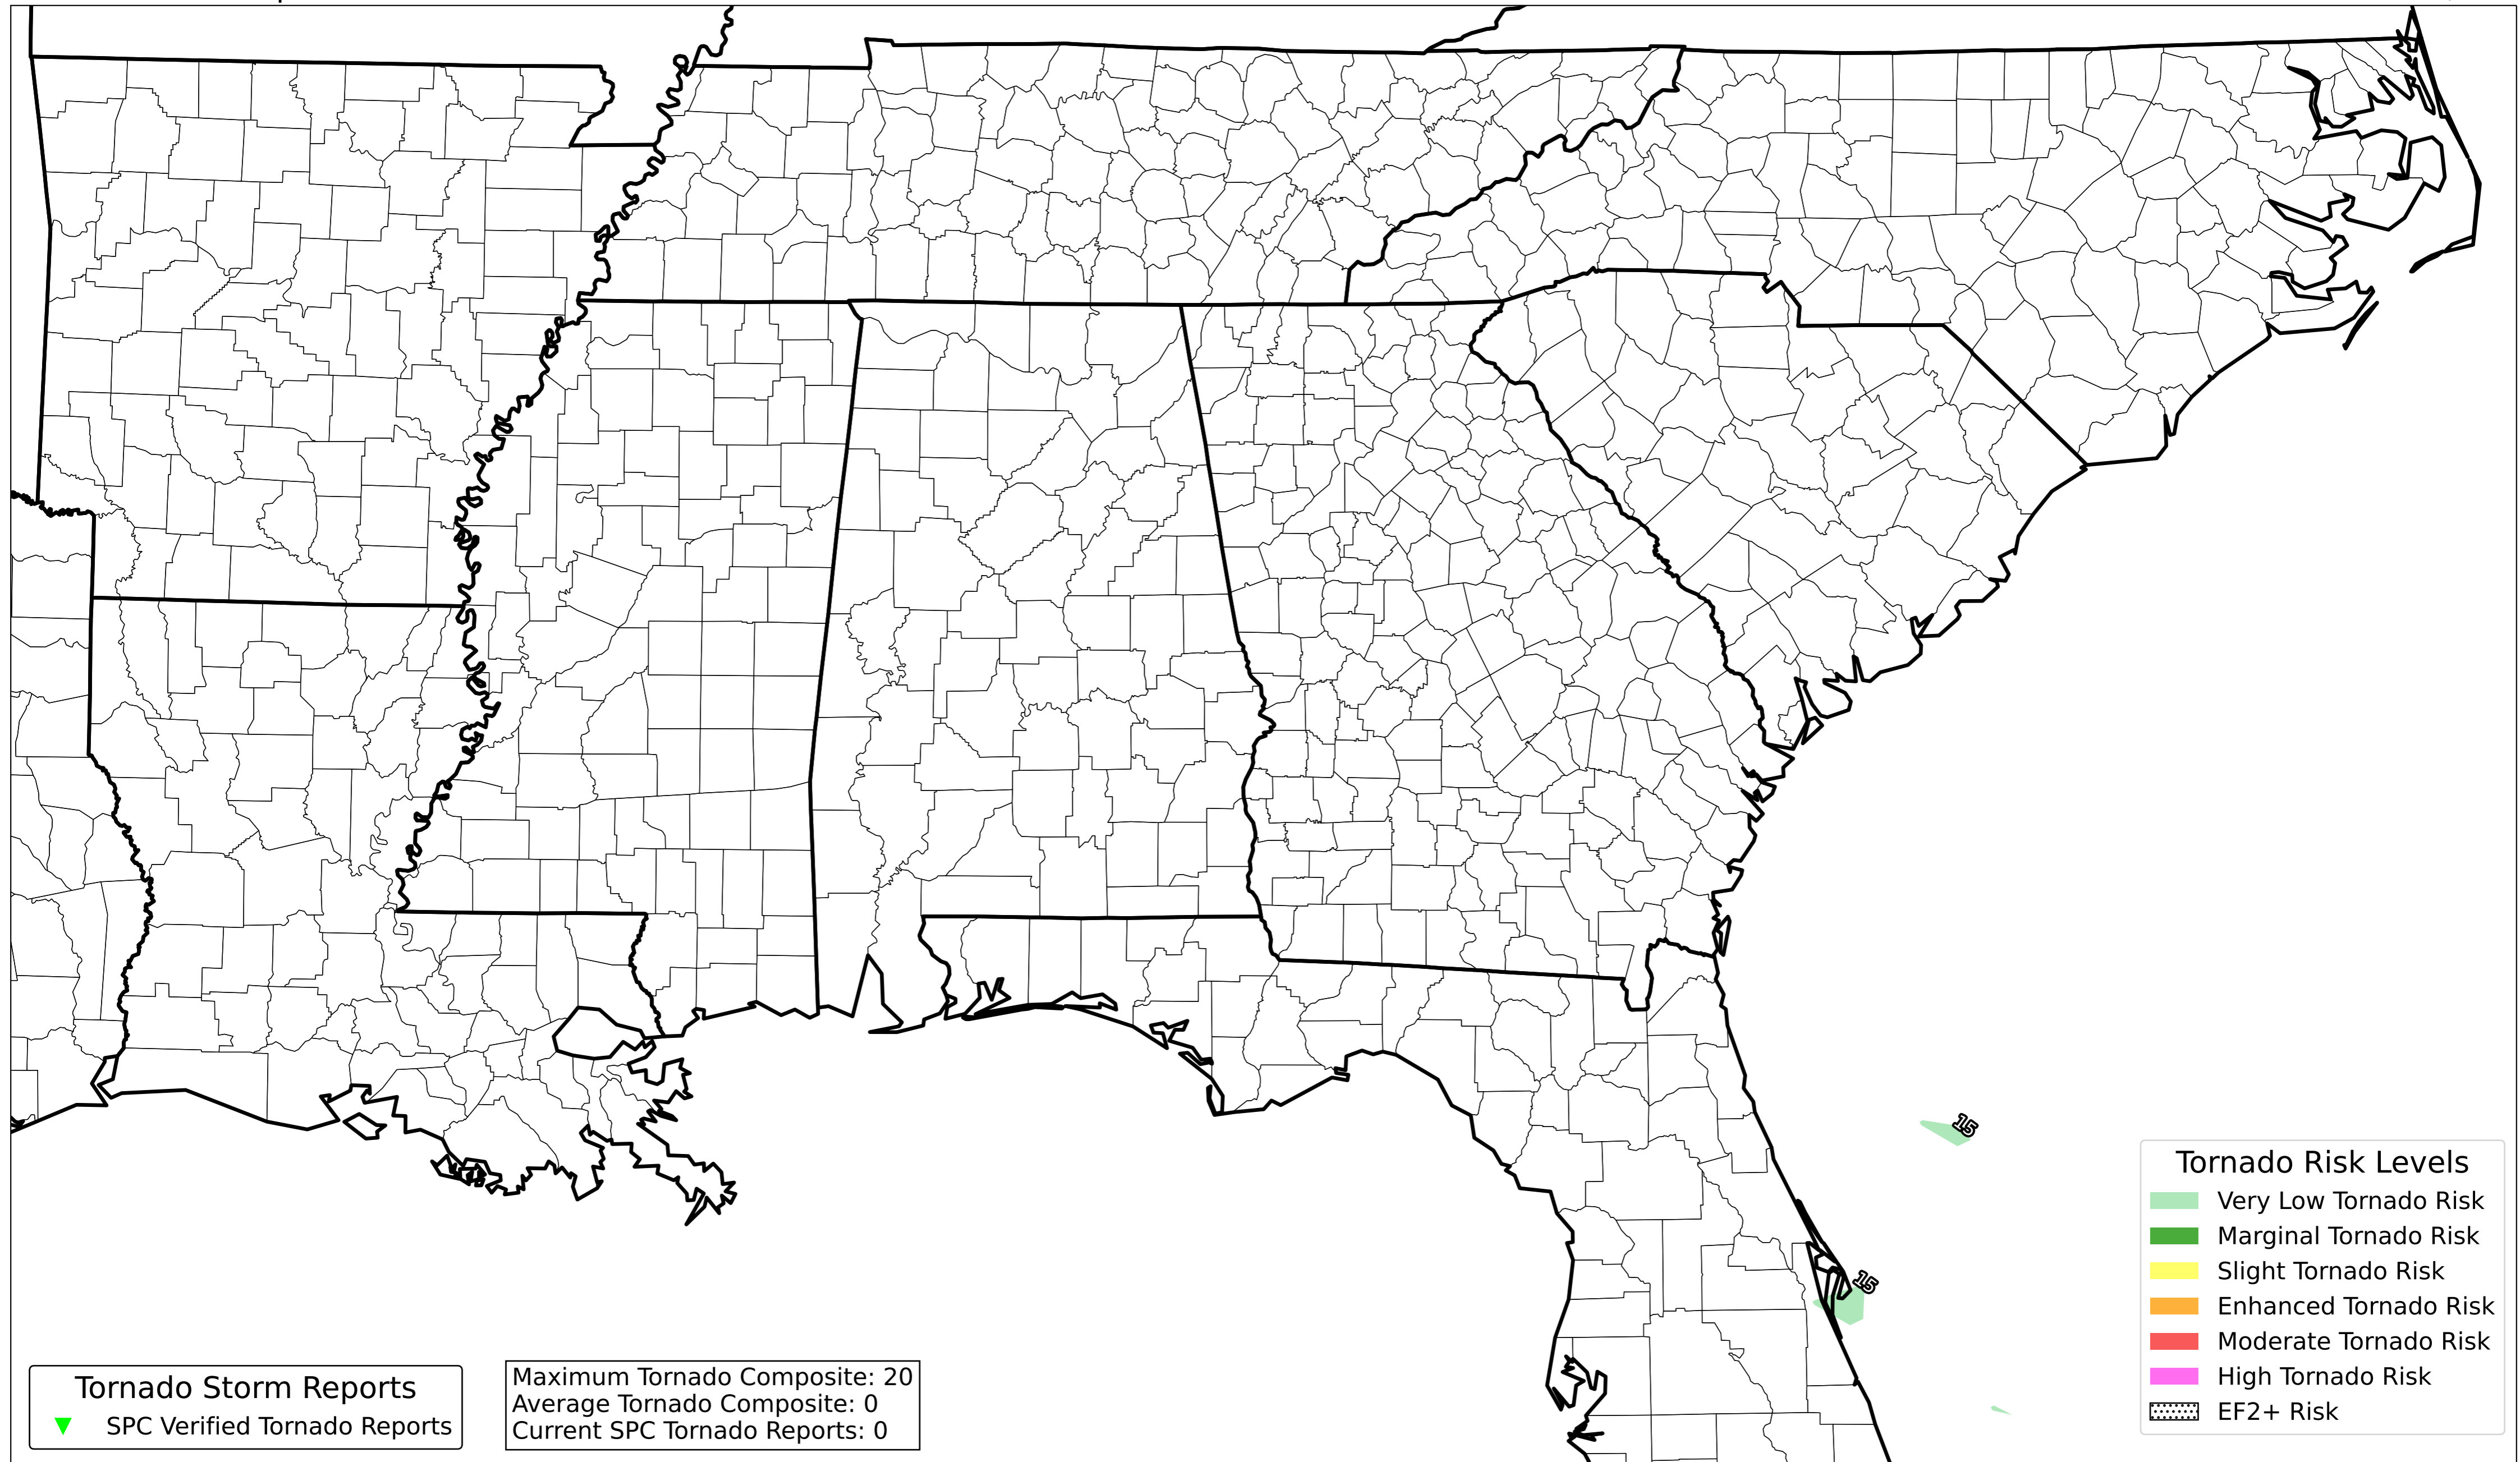 15
15
Tornado Risk Levels
Very Low Tornado Risk
Marginal Tornado Risk
Slight Tornado Risk
Enhanced Tornado Risk
Moderate Tornado Risk
High Tornado Risk
EF2+ Risk
Tornado Storm Reports
SPC Verified Tornado Reports
Maximum Tornado Composite: 20
Average Tornado Composite: 0
Current SPC Tornado Reports: 0